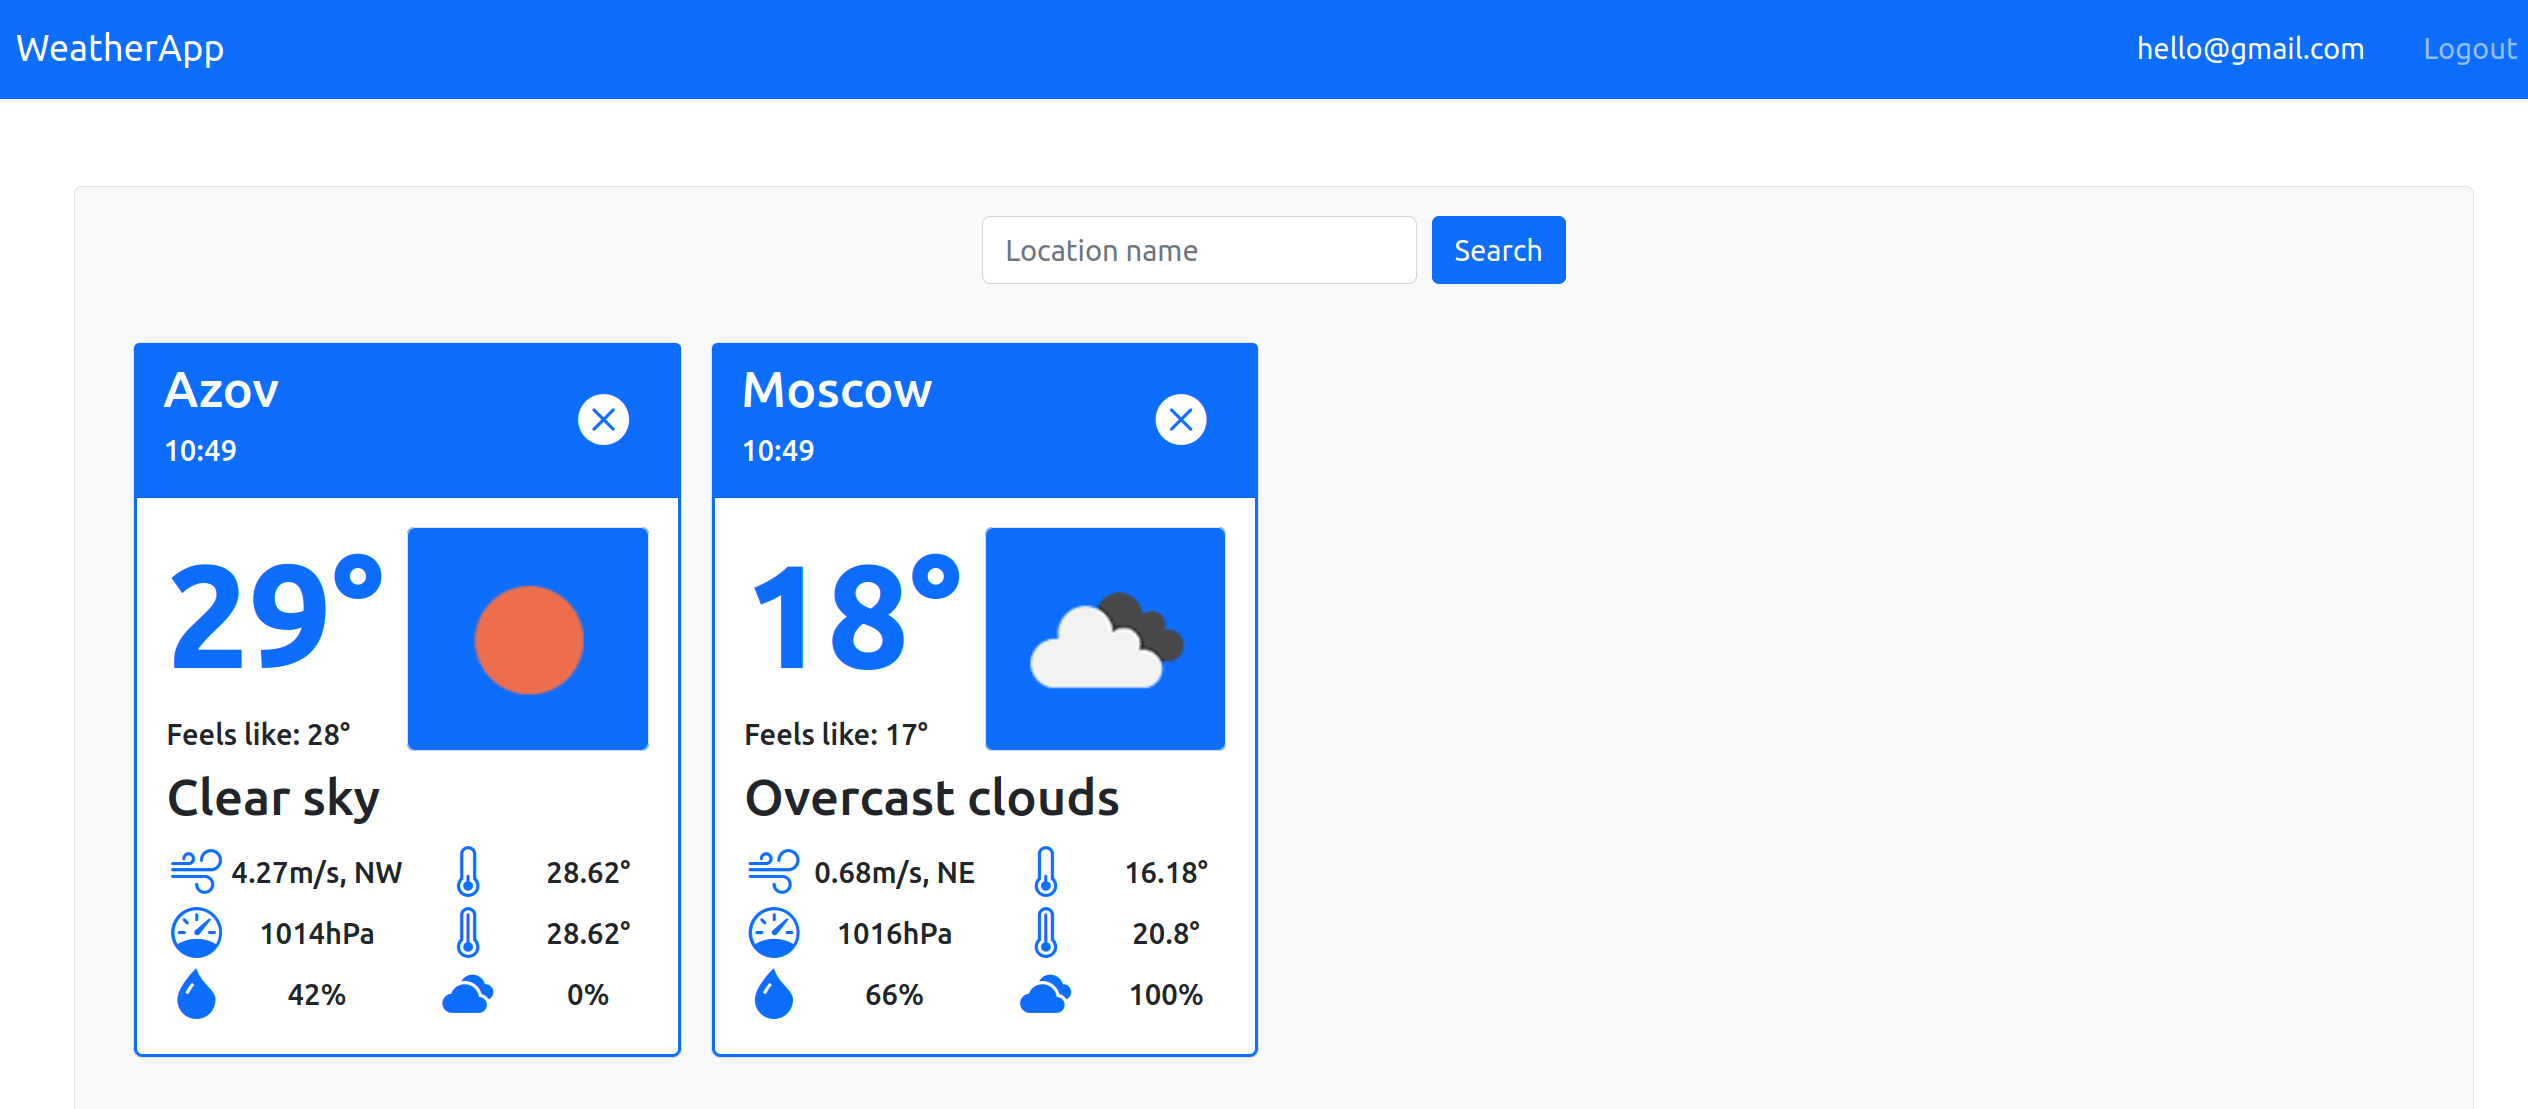 WeatherApp
hello@gmail.com
Logout
Location name
Search
Azov
10:49
29°
Feels like: 28°
Clear sky
4.27m/s, NW
28.62°
1014hPa
28.62°
42%
0%
Moscow
10:49
18°
Feels like: 17°
Overcast clouds
0.68m/s, NE
16.18°
1016hPa
20.8°
66%
100%